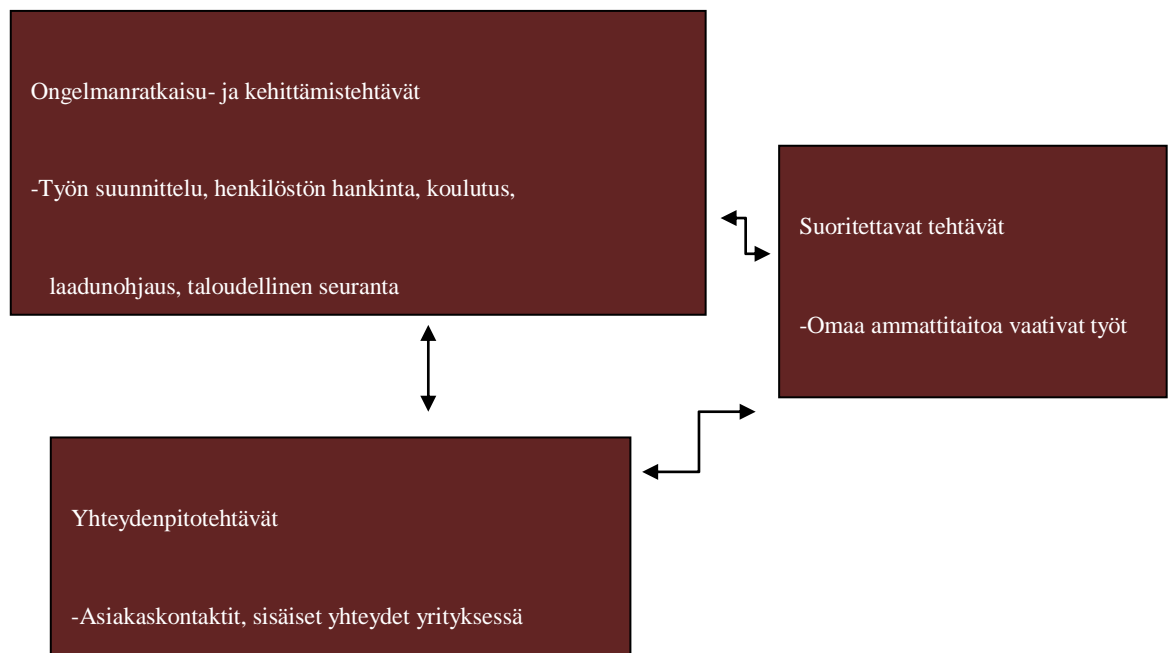 Ongelmanratkaisu- ja kehittämistehtävät
-Työn suunnittelu, henkilöstön hankinta, koulutus,
laadunohjaus, taloudellinen seuranta
Suoritettavat tehtävät
-Omaa ammattitaitoa vaativat työt
Yhteydenpitotehtävät
-Asiakaskontaktit, sisäiset yhteydet yrityksessä